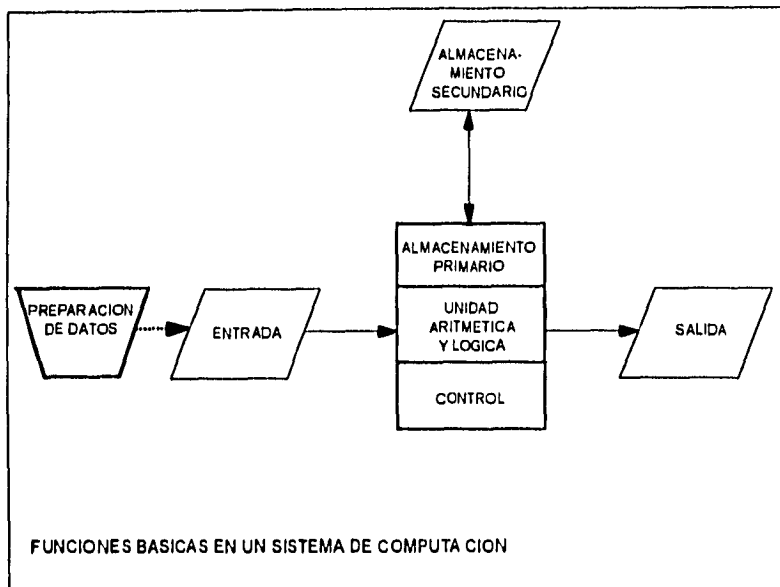 ALMACENA-
MIENTO
SECUNDARIO
ALMACENAMIENTO
PRIMARIO
PREPARACION
DE DATOS
ENTRADA
UNIDAD
ARITMETICA
Y LOGICA
SALIDA
CONTROL
FUNCIONES BASICAS EN UN SISTEMA DE COMPUTA CION